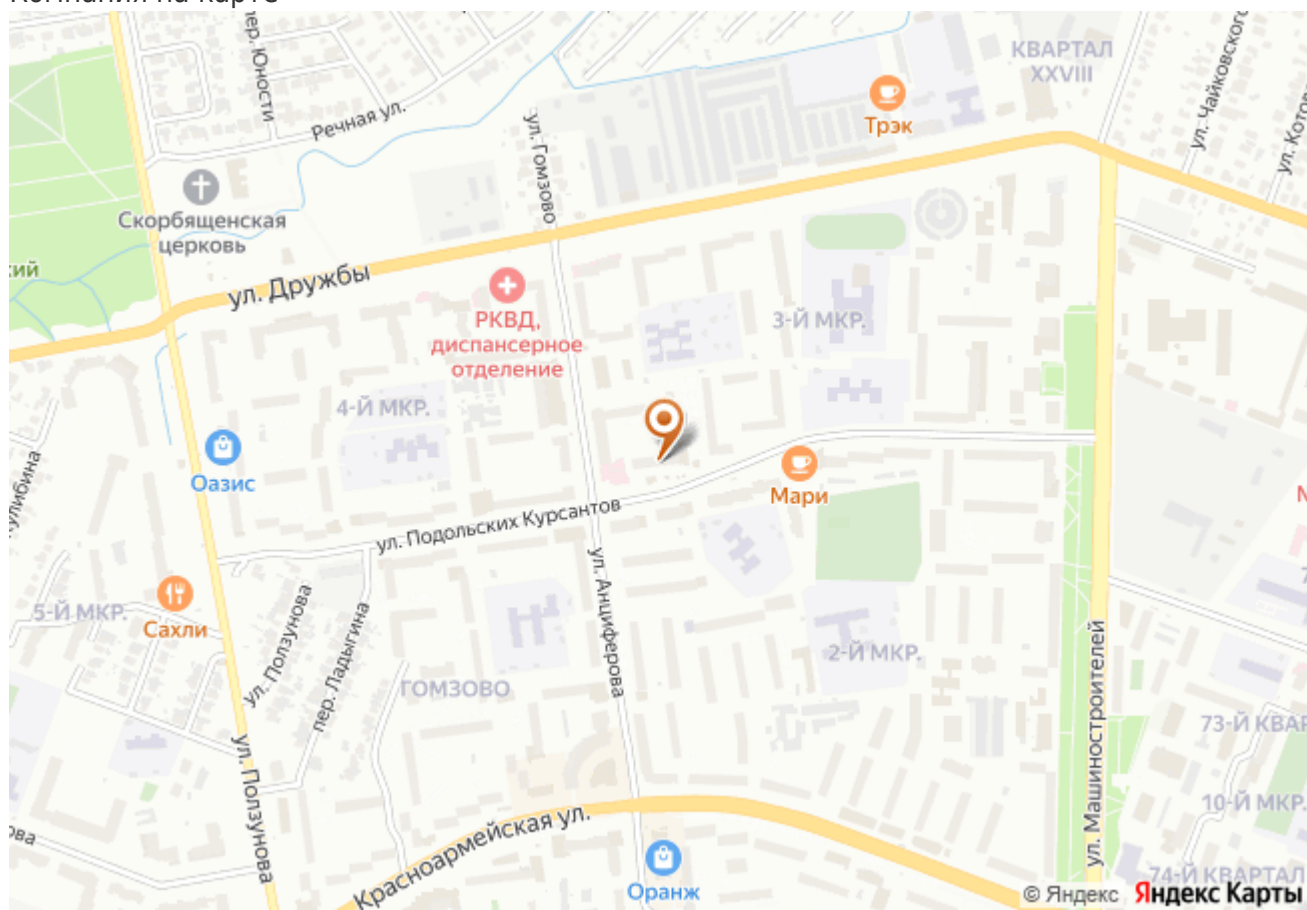 пер. Юности
Речная ул.
ул. Гомзово
КВАРТАЛ
XXVIII
ул. Чайковского
ул. Кото
Трэк
Скорбященская
церковь
кий
ул. Дружбы
РКВД,
диспансерное
отделение
3-Й МКР.
4-Й МКР.
Оазис
Мари
ул. Подольских Курсантов
ул. Анциферова
5-Й МКР.
Сахли
ул. Ползунова
пер. Ладыгина
ГОМЗОВО
2-Й МКР.
ул. Машиностроителей
73-Й КВАР
ул. Ползунова
10-Й МКР.
Красноармейская ул.
Оранж
74-Й КВАРТАЛ
© Яндекс Яндекс Карты